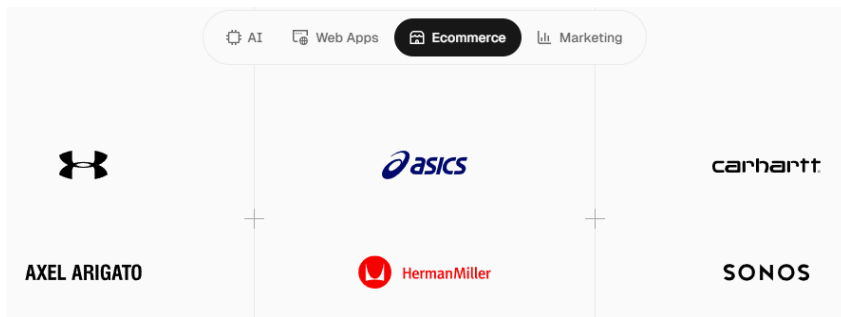 AI Web Apps Ecommerce Marketing
asics carhartt
AXEL ARIGATO HermanMiller SONOS